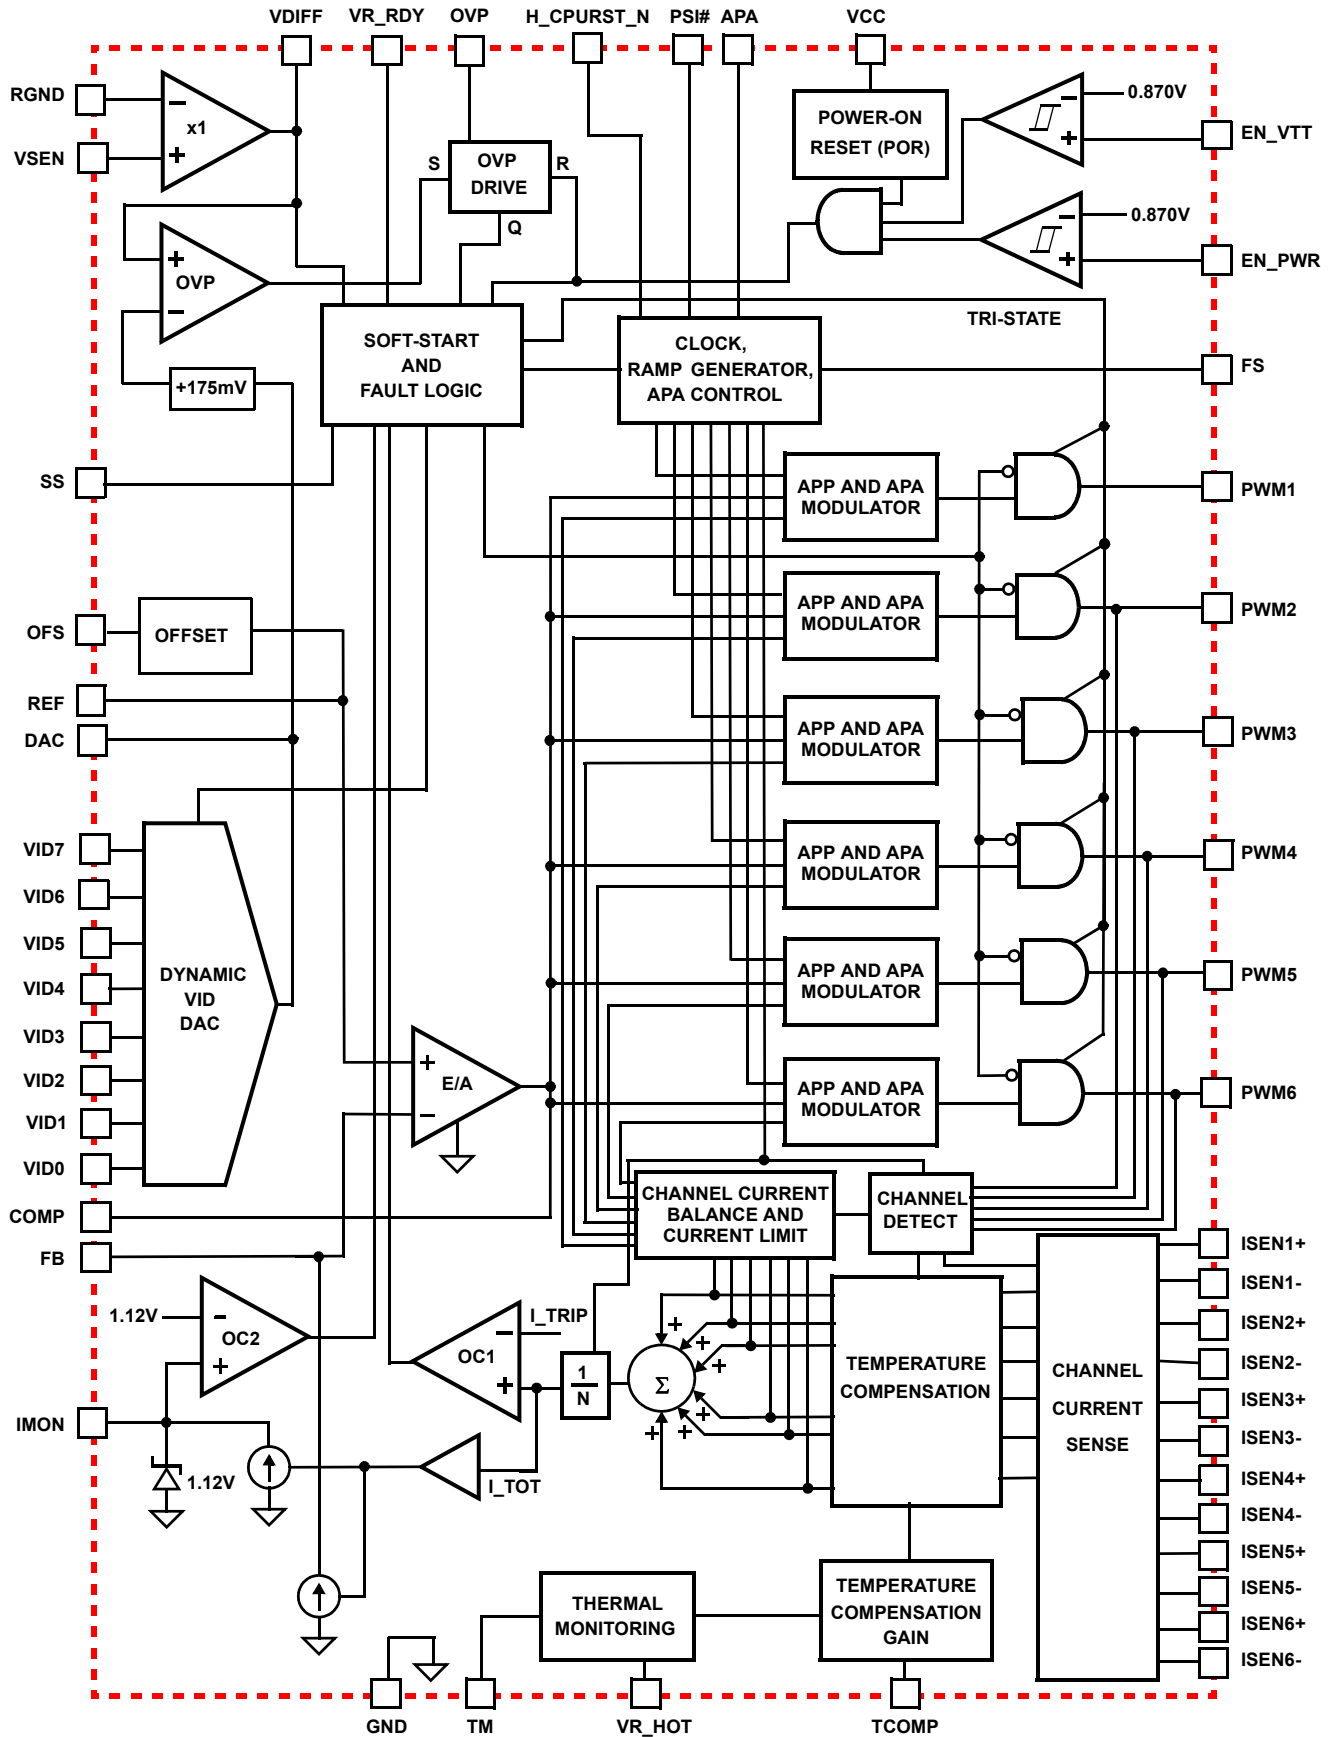 VDIFF VR_RDY OVP H_CPURST_N PSI# APA VCC
RGND
VSEN
− + x1
OVP
DRIVE
S
R
Q
POWER-ON
RESET (POR)
− +
0.870V
EN_VTT
− +
0.870V
EN_PWR
+ −
OVP
+175mV
SOFT-START
AND
FAULT LOGIC
CLOCK,
RAMP GENERATOR,
APA CONTROL
TRI-STATE
FS
SS
APP AND APA
MODULATOR
PWM1
OFS
OFFSET
APP AND APA
MODULATOR
PWM2
REF
DAC
APP AND APA
MODULATOR
PWM3
VID7
VID6
VID5
VID4
VID3
VID2
VID1
VID0
DYNAMIC
VID
DAC
APP AND APA
MODULATOR
PWM4
APP AND APA
MODULATOR
PWM5
+ −
E/A
APP AND APA
MODULATOR
PWM6
COMP
FB
CHANNEL CURRENT
BALANCE AND
CURRENT LIMIT
CHANNEL
DETECT
1.12V
− +
OC2
− +
OC1
I_TRIP
1
N
Σ
+ + + + + +
TEMPERATURE
COMPENSATION
CHANNEL
CURRENT
SENSE
ISEN1+
ISEN1-
ISEN2+
ISEN2-
ISEN3+
ISEN3-
ISEN4+
ISEN4-
ISEN5+
ISEN5-
ISEN6+
ISEN6-
IMON
1.12V
I_TOT
THERMAL
MONITORING
TEMPERATURE
COMPENSATION
GAIN
GND TM VR_HOT TCOMP